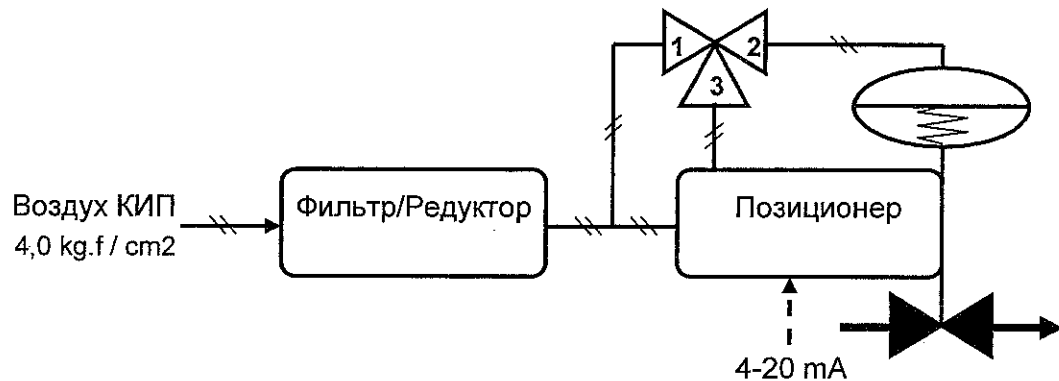 1 2
3
Воздух КИП
4,0 kg.f / cm2
Фильтр/Редуктор
Позиционер
4-20 mA